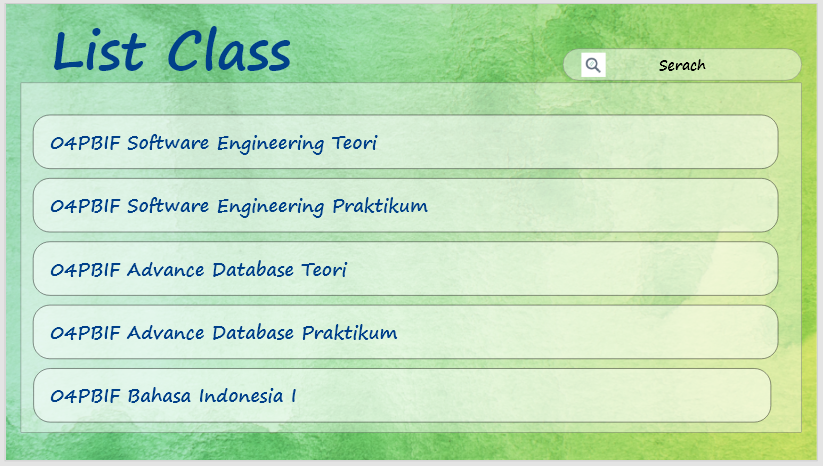 List Class
Serach
04PBIF Software Engineering Teori
04PBIF Software Engineering Praktikum
04PBIF Advance Database Teori
04PBIF Advance Database Praktikum
04PBIF Bahasa Indonesia I